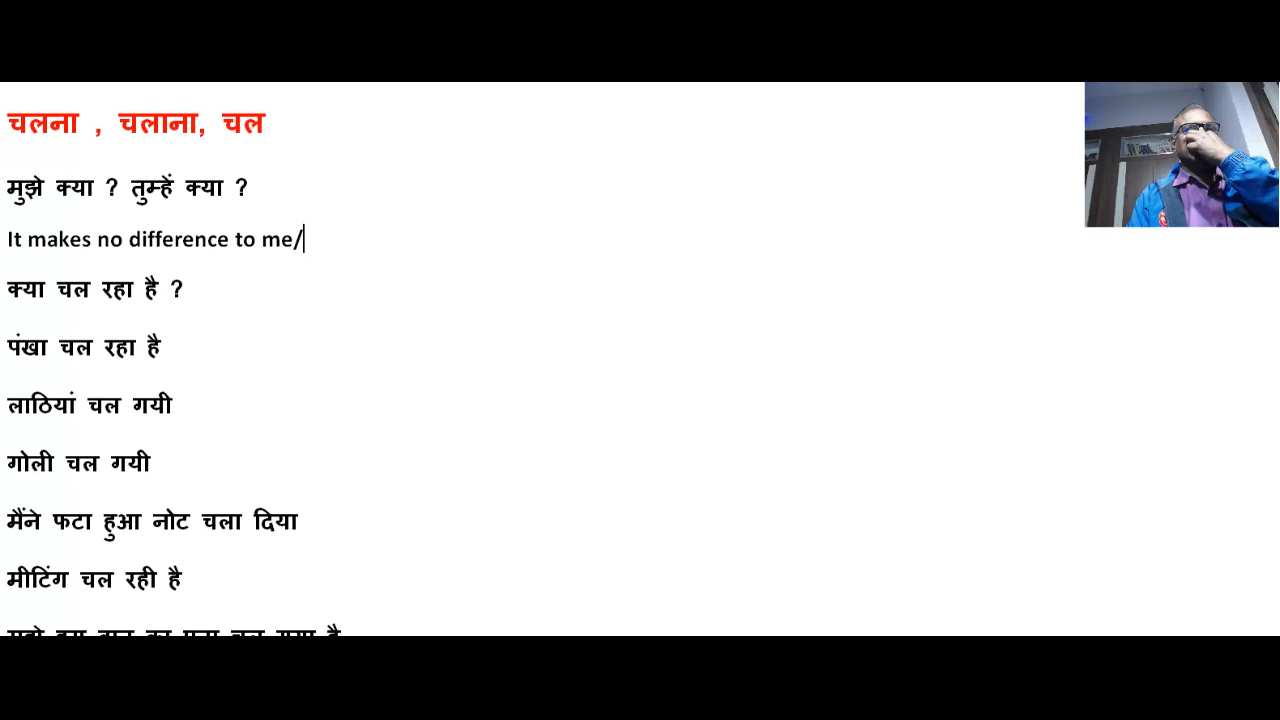 चलना , चलाना, चल
मुझे क्या ? तुम्हें क्या ?
It makes no difference to me/
क्या चल रहा है ?
पंखा चल रहा है
लाठियां चल गयी
गोली चल गयी
मैंने फटा हुआ नोट चला दिया
मीटिंग चल रही है